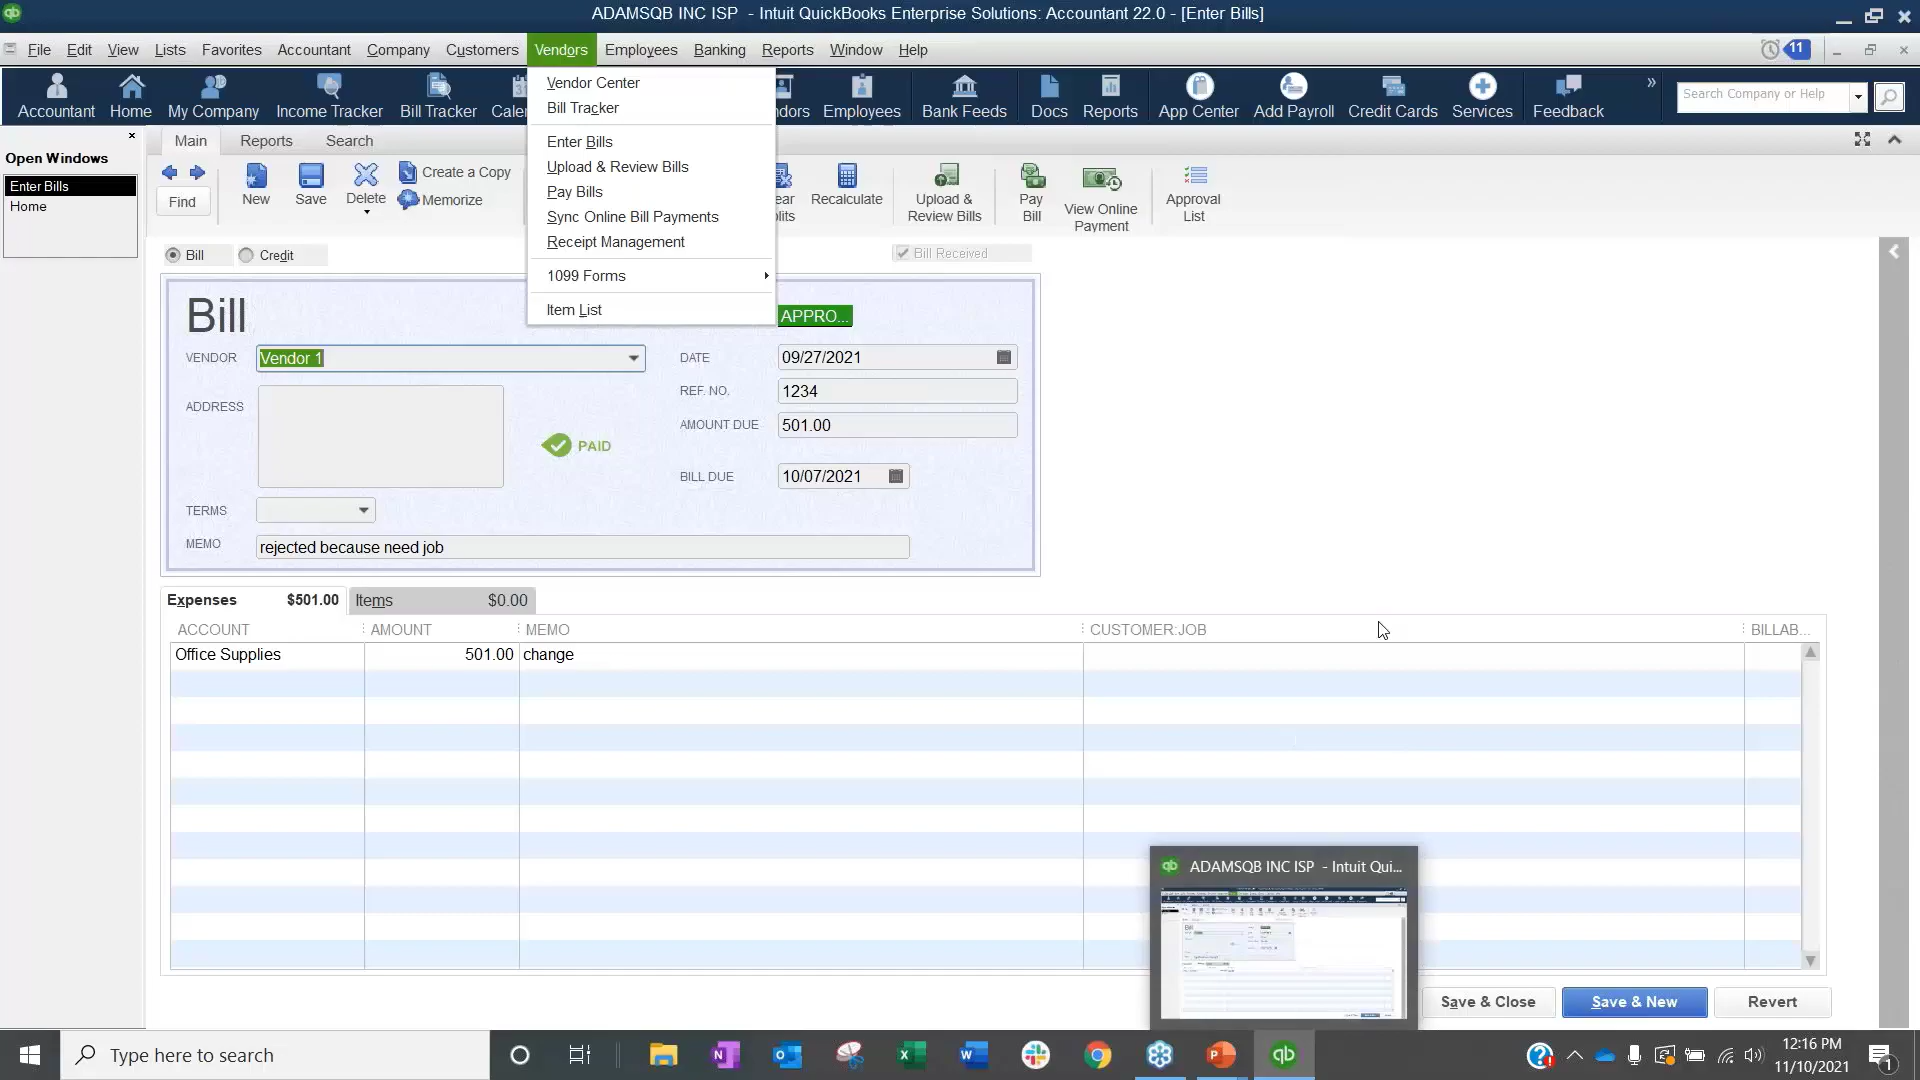 ADAMSQB INC ISP - Intuit QuickBooks Enterprise Solutions: Accountant 22.0 - [Enter Bills]
File Edit View Lists Favorites Accountant Company Customers Vendors Employees Banking Reports Window Help
11
Accountant Home My Company Income Tracker Bill Tracker Employees Bank Feeds Docs Reports App Center Add Payroll Credit Cards Services Feedback
Search Company or Help
Vendor Center
Bill Tracker
Enter Bills
Upload & Review Bills
Pay Bills
Sync Online Bill Payments
Receipt Management
1099 Forms
Item List
Open Windows
Enter Bills
Home
Main Reports Search
Find
New
Save
Delete
Create a Copy
Memorize
Recalculate
Upload &
Review Bills
Pay
Bill
View Online
Payment
Approval
List
Bill
Credit
Bill Received
Bill
APPRO...
VENDOR Vendor 1
DATE 09/27/2021
ADDRESS
REF. NO. 1234
AMOUNT DUE 501.00
PAID
BILL DUE 10/07/2021
TERMS
MEMO rejected because need job
Expenses $501.00 Items $0.00
ACCOUNT AMOUNT MEMO CUSTOMER:JOB BILLAB...
Office Supplies 501.00 change
ADAMSQB INC ISP - Intuit Qui...
Save & Close
Save & New
Revert
Type here to search
12:16 PM
11/10/2021
1